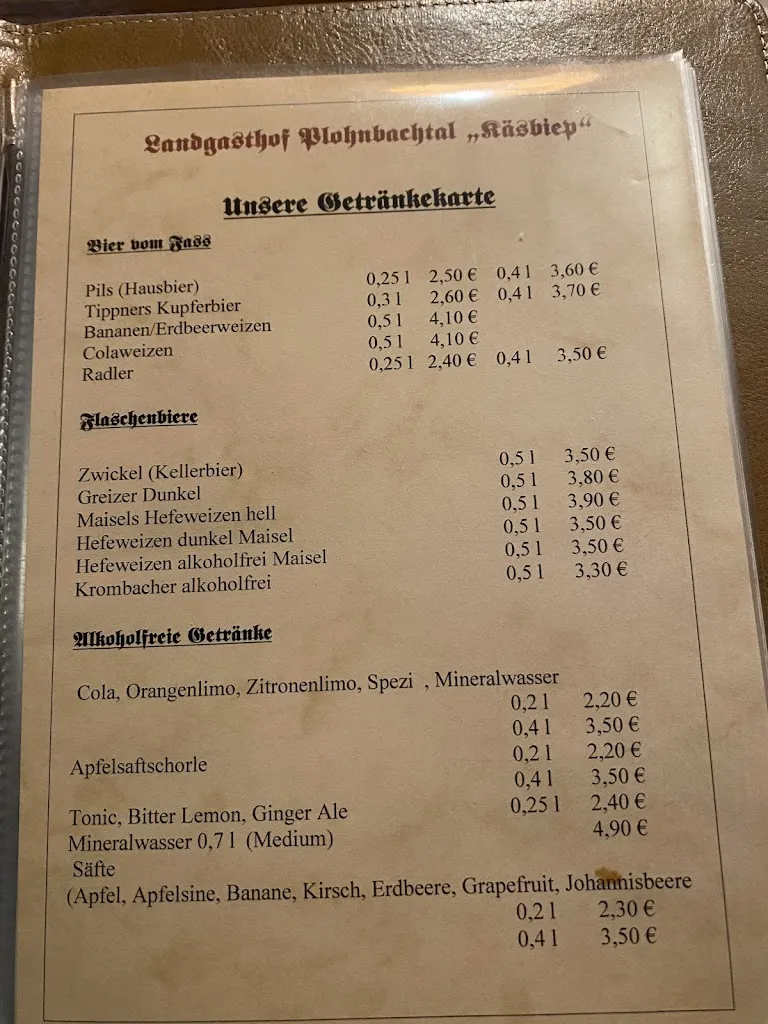 Landgasthof Plohnbachtal „Käsbiep“
Unsere Getränkekarte
Bier vom Fass
Pils (Hausbier) 0,25 l 2,50 € 0,4 l 3,60 €
Tippners Kupferbier 0,3 l 2,60 € 0,4 l 3,70 €
Bananen/Erdbeerweizen 0,5 l 4,10 €
Colaweizen 0,5 l 4,10 €
Radler 0,25 l 2,40 € 0,4 l 3,50 €
Flaschenbiere
Zwickel (Kellerbier) 0,5 l 3,50 €
Greizer Dunkel 0,5 l 3,80 €
Maisels Hefeweizen hell 0,5 l 3,90 €
Hefeweizen dunkel Maisel 0,5 l 3,50 €
Hefeweizen alkoholfrei Maisel 0,5 l 3,50 €
Krombacher alkoholfrei 0,5 l 3,30 €
Alkoholfreie Getränke
Cola, Orangenlimo, Zitronenlimo, Spezi , Mineralwasser
0,2 l 2,20 €
0,4 l 3,50 €
Apfelsaftschorle 0,2 l 2,20 €
0,4 l 3,50 €
Tonic, Bitter Lemon, Ginger Ale 0,25 l 2,40 €
Mineralwasser 0,7 l (Medium) 4,90 €
Säfte
(Apfel, Apfelsine, Banane, Kirsch, Erdbeere, Grapefruit, Johannisbeere
0,2 l 2,30 €
0,4 l 3,50 €